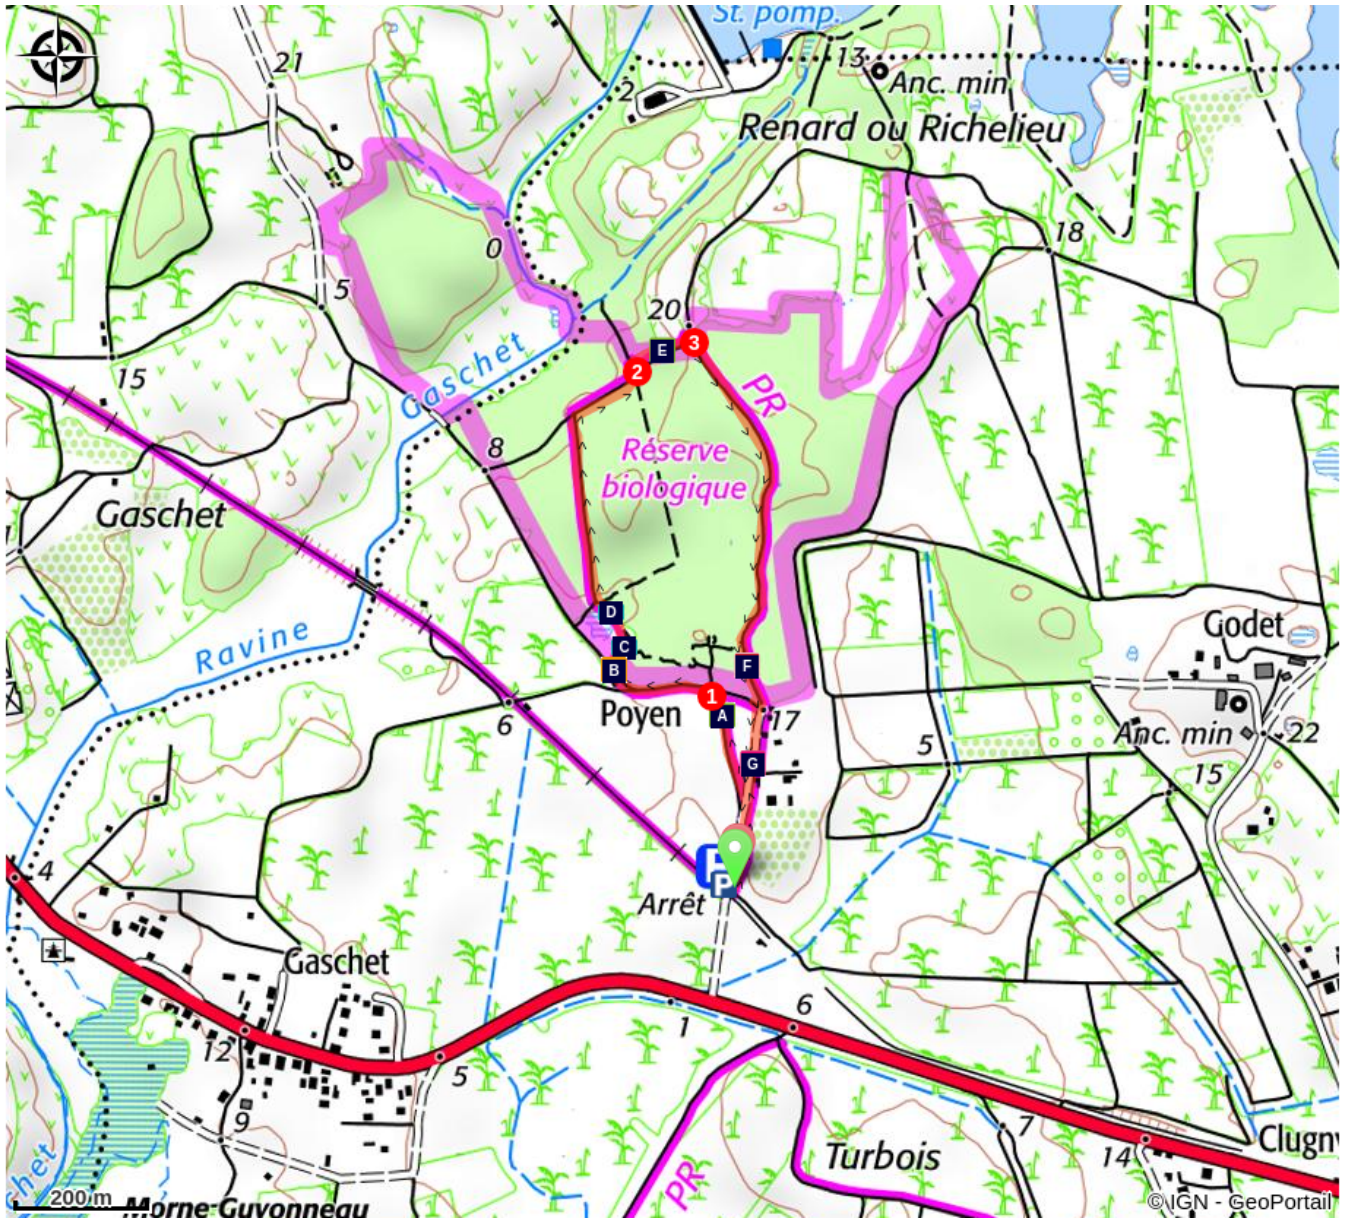 St. pomp.
21
13
Anc. min
2
Renard ou Richelieu
18
0
5
20
E
3
2
15
Gaschet
PR
8
Réserve
biologique
Gaschet
Ravine
D
Godet
C
B
F
1
A
Poyen
17
6
5
Anc. min
22
G
15
P
4
Arrêt
Gaschet
6
1
12
5
9
7
Turbois
14
Clugny
PR
chet
200 m
Morne Guyonneau
© IGN - GeoPortail